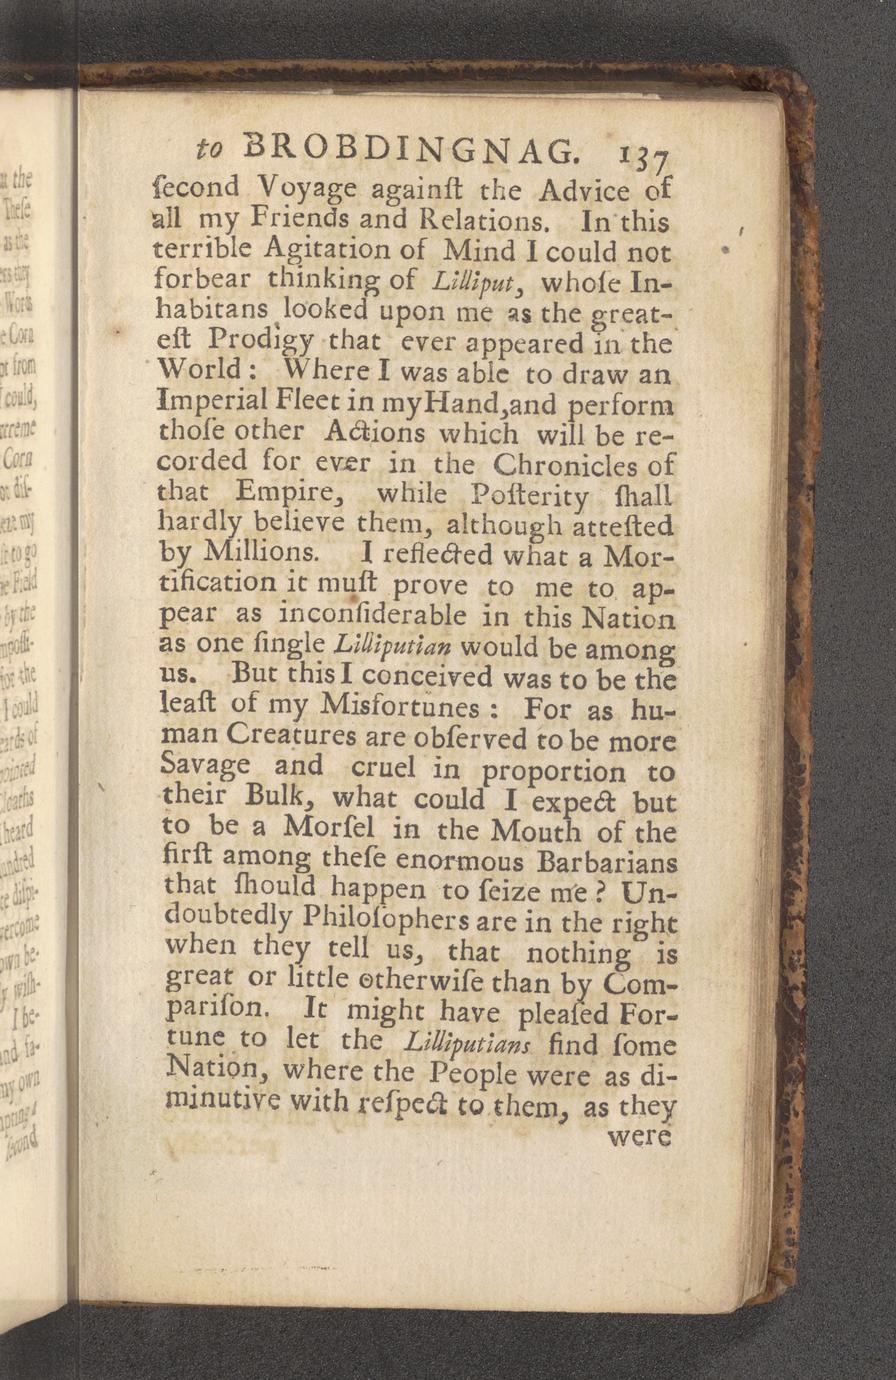 to BROBDINGNAG. 137
ſecond Voyage againſt the Advice of
all my Friends and Relations. In this
terrible Agitation of Mind I could not
forbear thinking of Lilliput, whoſe In-
habitans looked upon me as the great-
eſt Prodigy that ever appeared in the
World : Where I was able to draw an
Imperial Fleet in my Hand, and perform
thoſe other Actions which will be re-
corded for ever in the Chronicles of
that Empire, while Poſterity ſhall
hardly believe them, although atteſted
by Millions. I reflected what a Mor-
tification it muſt prove to me to ap-
pear as inconſiderable in this Nation
as one ſingle Lilliputian would be among
us. But this I conceived was to be the
leaſt of my Misfortunes : For as hu-
man Creatures are obſerved to be more
Savage and cruel in proportion to
their Bulk, what could I expect but
to be a Morſel in the Mouth of the
firſt among theſe enormous Barbarians
that ſhould happen to ſeize me ? Un-
doubtedly Philoſophers are in the right
when they tell us, that nothing is
great or little otherwiſe than by Com-
pariſon. It might have pleaſed For-
tune to let the Lilliputians find ſome
Nation, where the People were as di-
minutive with reſpect to them, as they
were